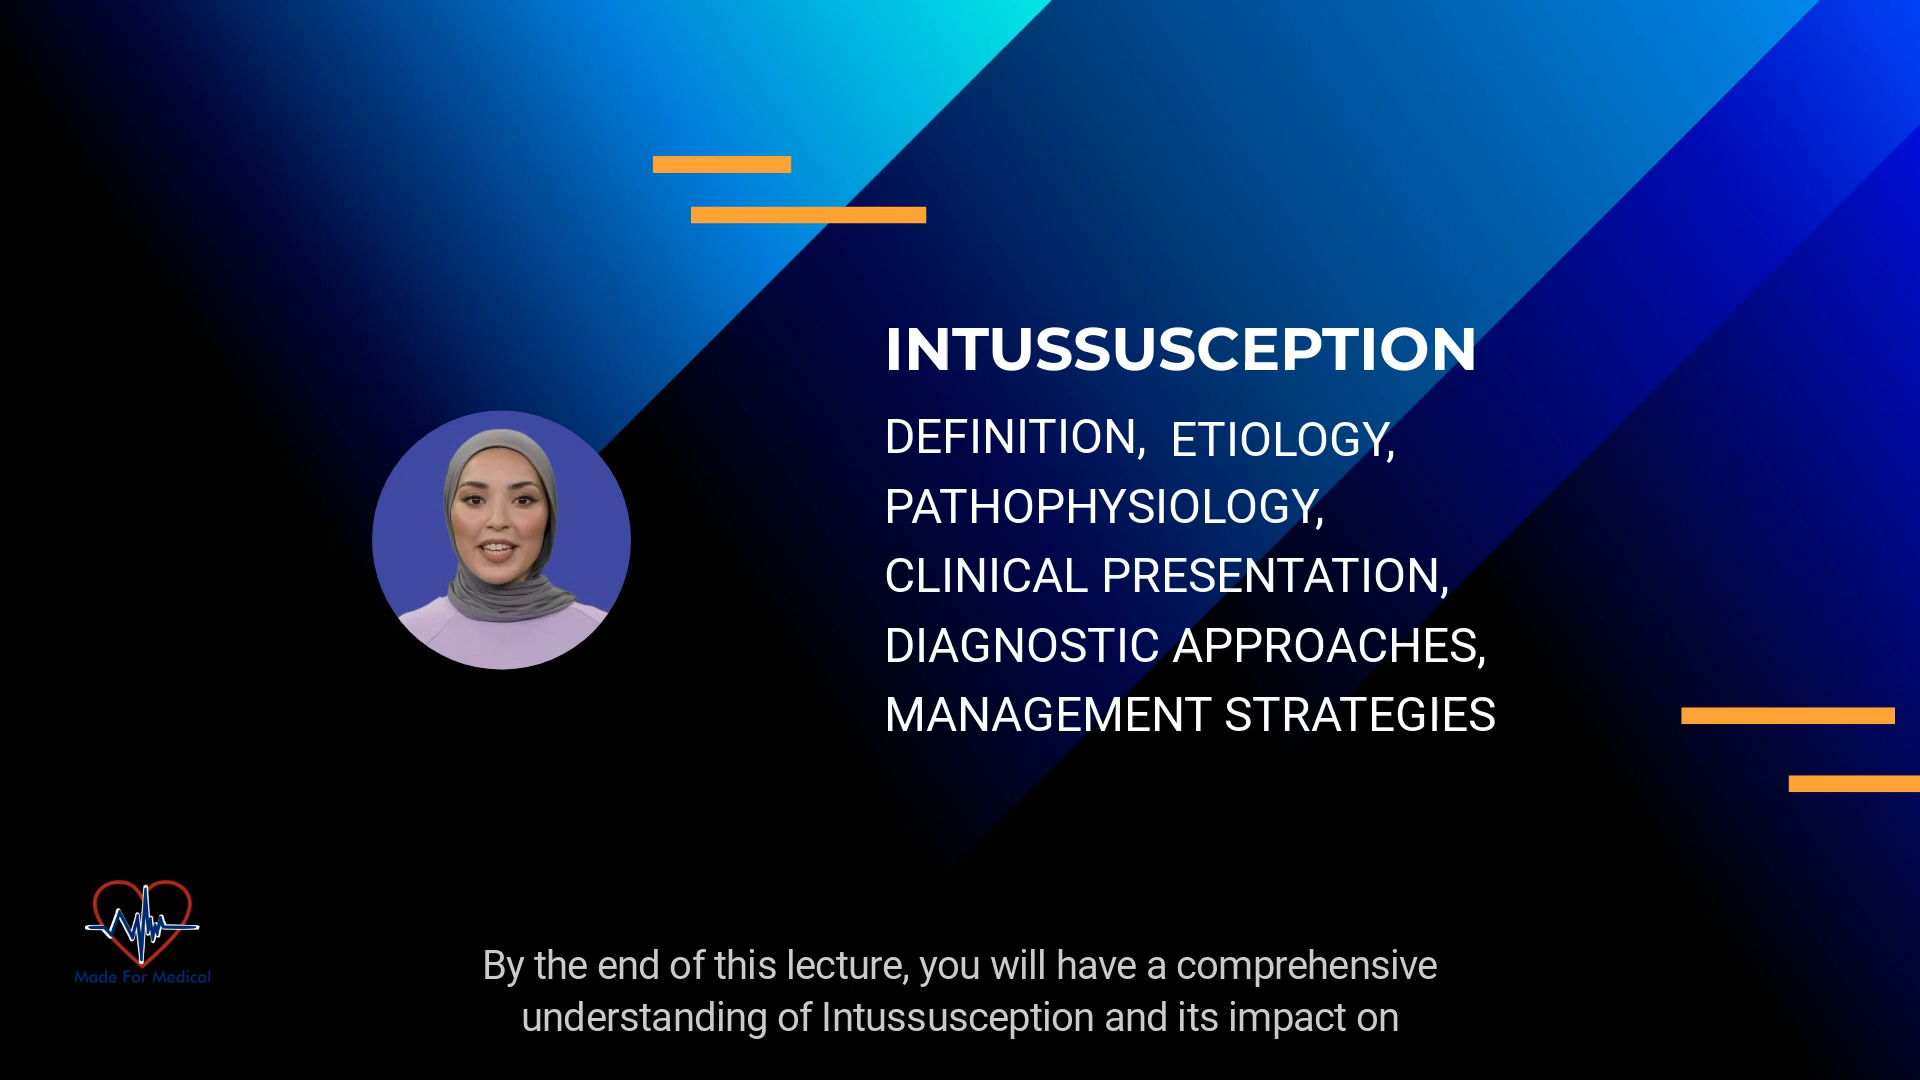 INTUSSUSCEPTION
DEFINITION, ETIOLOGY,
PATHOPHYSIOLOGY,
CLINICAL PRESENTATION,
DIAGNOSTIC APPROACHES,
MANAGEMENT STRATEGIES
Made For Medical
By the end of this lecture, you will have a comprehensive
understanding of Intussusception and its impact on